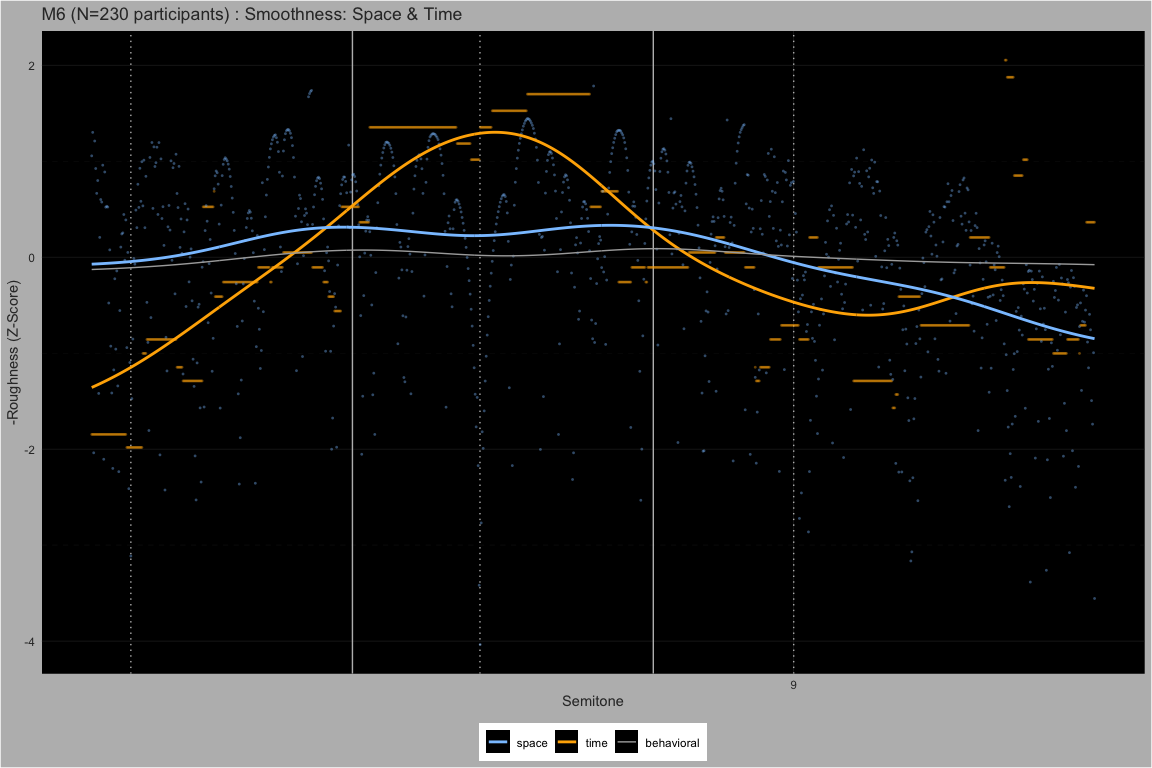 M6 (N=230 participants) : Smoothness: Space & Time
-Roughness (Z-Score)
2
0
-2
-4
9
Semitone
space time behavioral